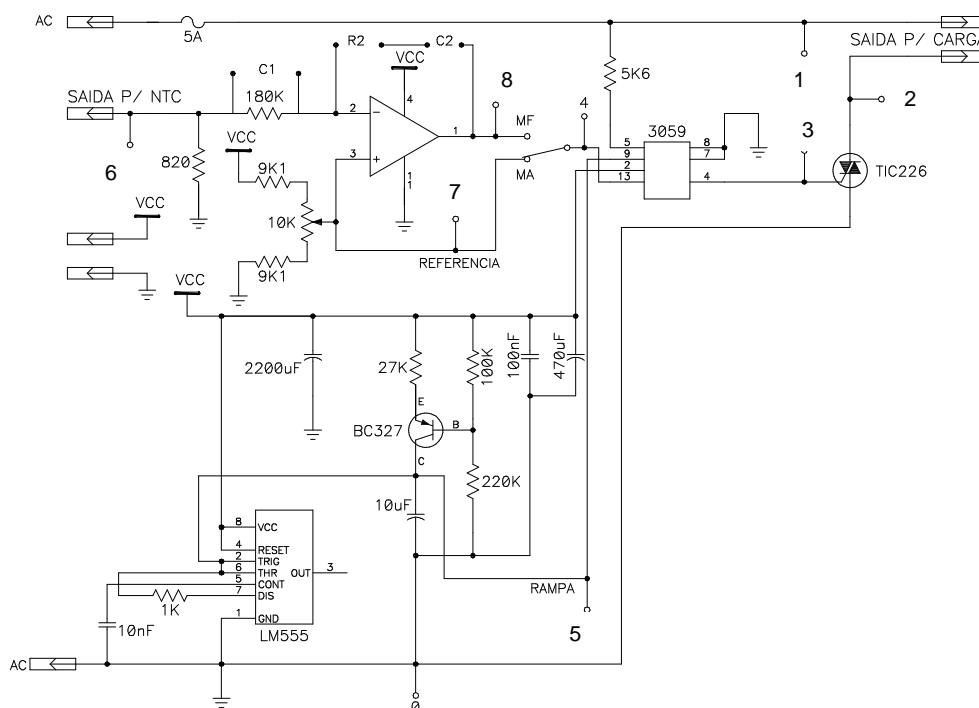 AC
5A
R2
C2
VCC
SAIDA P/ CARGA
C1
8
5K6
1
SAIDA P/ NTC
180K
2
4
1
MF
4
3
2
6
820
VCC
3
1
1
MA
3059
5
9
2
13
8
7
4
TIC226
9K1
VCC
10K
7
9K1
REFERENCIA
VCC
2200uF
27K
100K
100nF
470uF
E
BC327
B
C
220K
10uF
8
VCC
4
RESET
2
TRIG
6
THR
OUT
3
5
CONT
7
DIS
1
GND
1K
10nF
LM555
RAMPA
5
AC
0